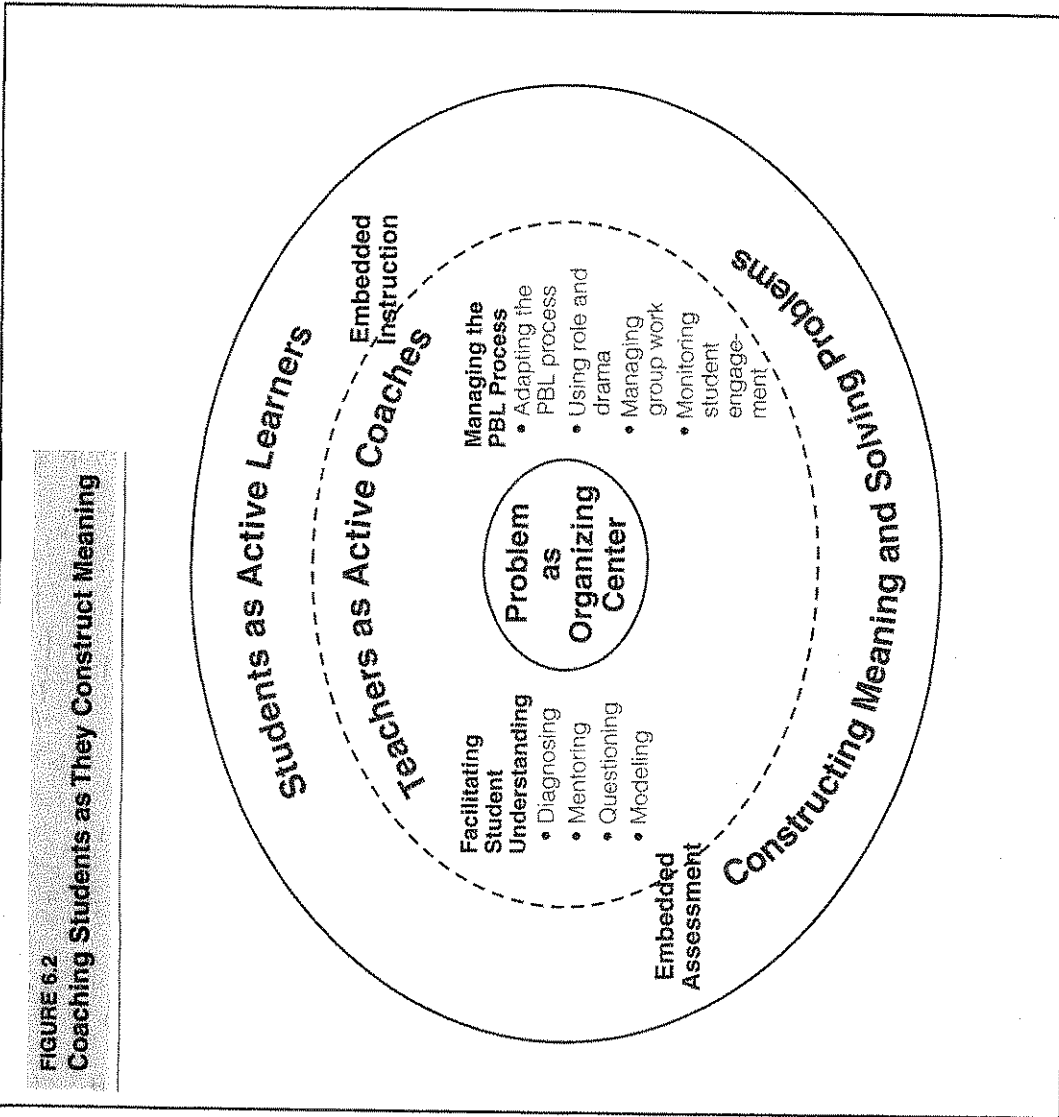 FIGURE 6.2
Coaching Students as They Construct Meaning
Students as Active Learners
Embedded
Instruction
Teachers as Active Coaches
Facilitating
Student
Understanding
• Diagnosing
• Mentoring
• Questioning
• Modeling
Problem
as
Organizing
Center
Managing the
PBL Process
• Adapting the
PBL process
• Using role and
drama
• Managing
group work
• Monitoring
student
engage-
ment
Embedded
Assessment
Constructing Meaning and Solving Problems